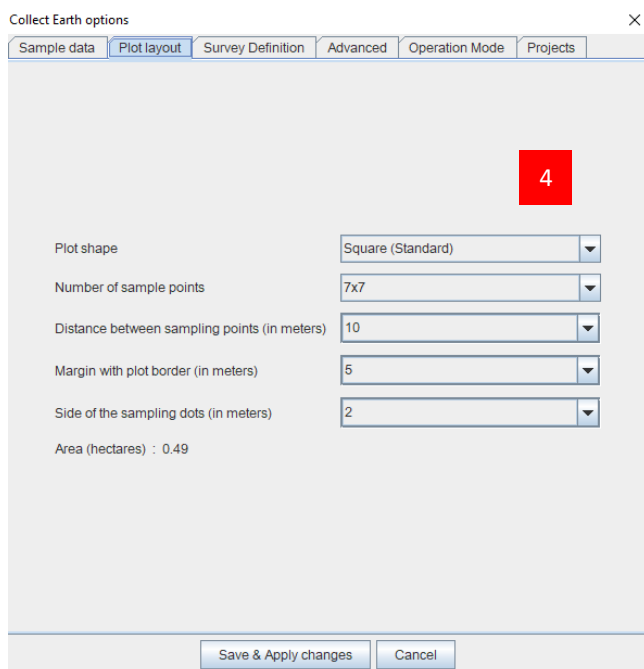 Collect Earth options
Sample data Plot layout Survey Definition Advanced Operation Mode Projects
4
Plot shape Square (Standard)
Number of sample points 7x7
Distance between sampling points (in meters) 10
Margin with plot border (in meters) 5
Side of the sampling dots (in meters) 2
Area (hectares) : 0.49
Save & Apply changes Cancel